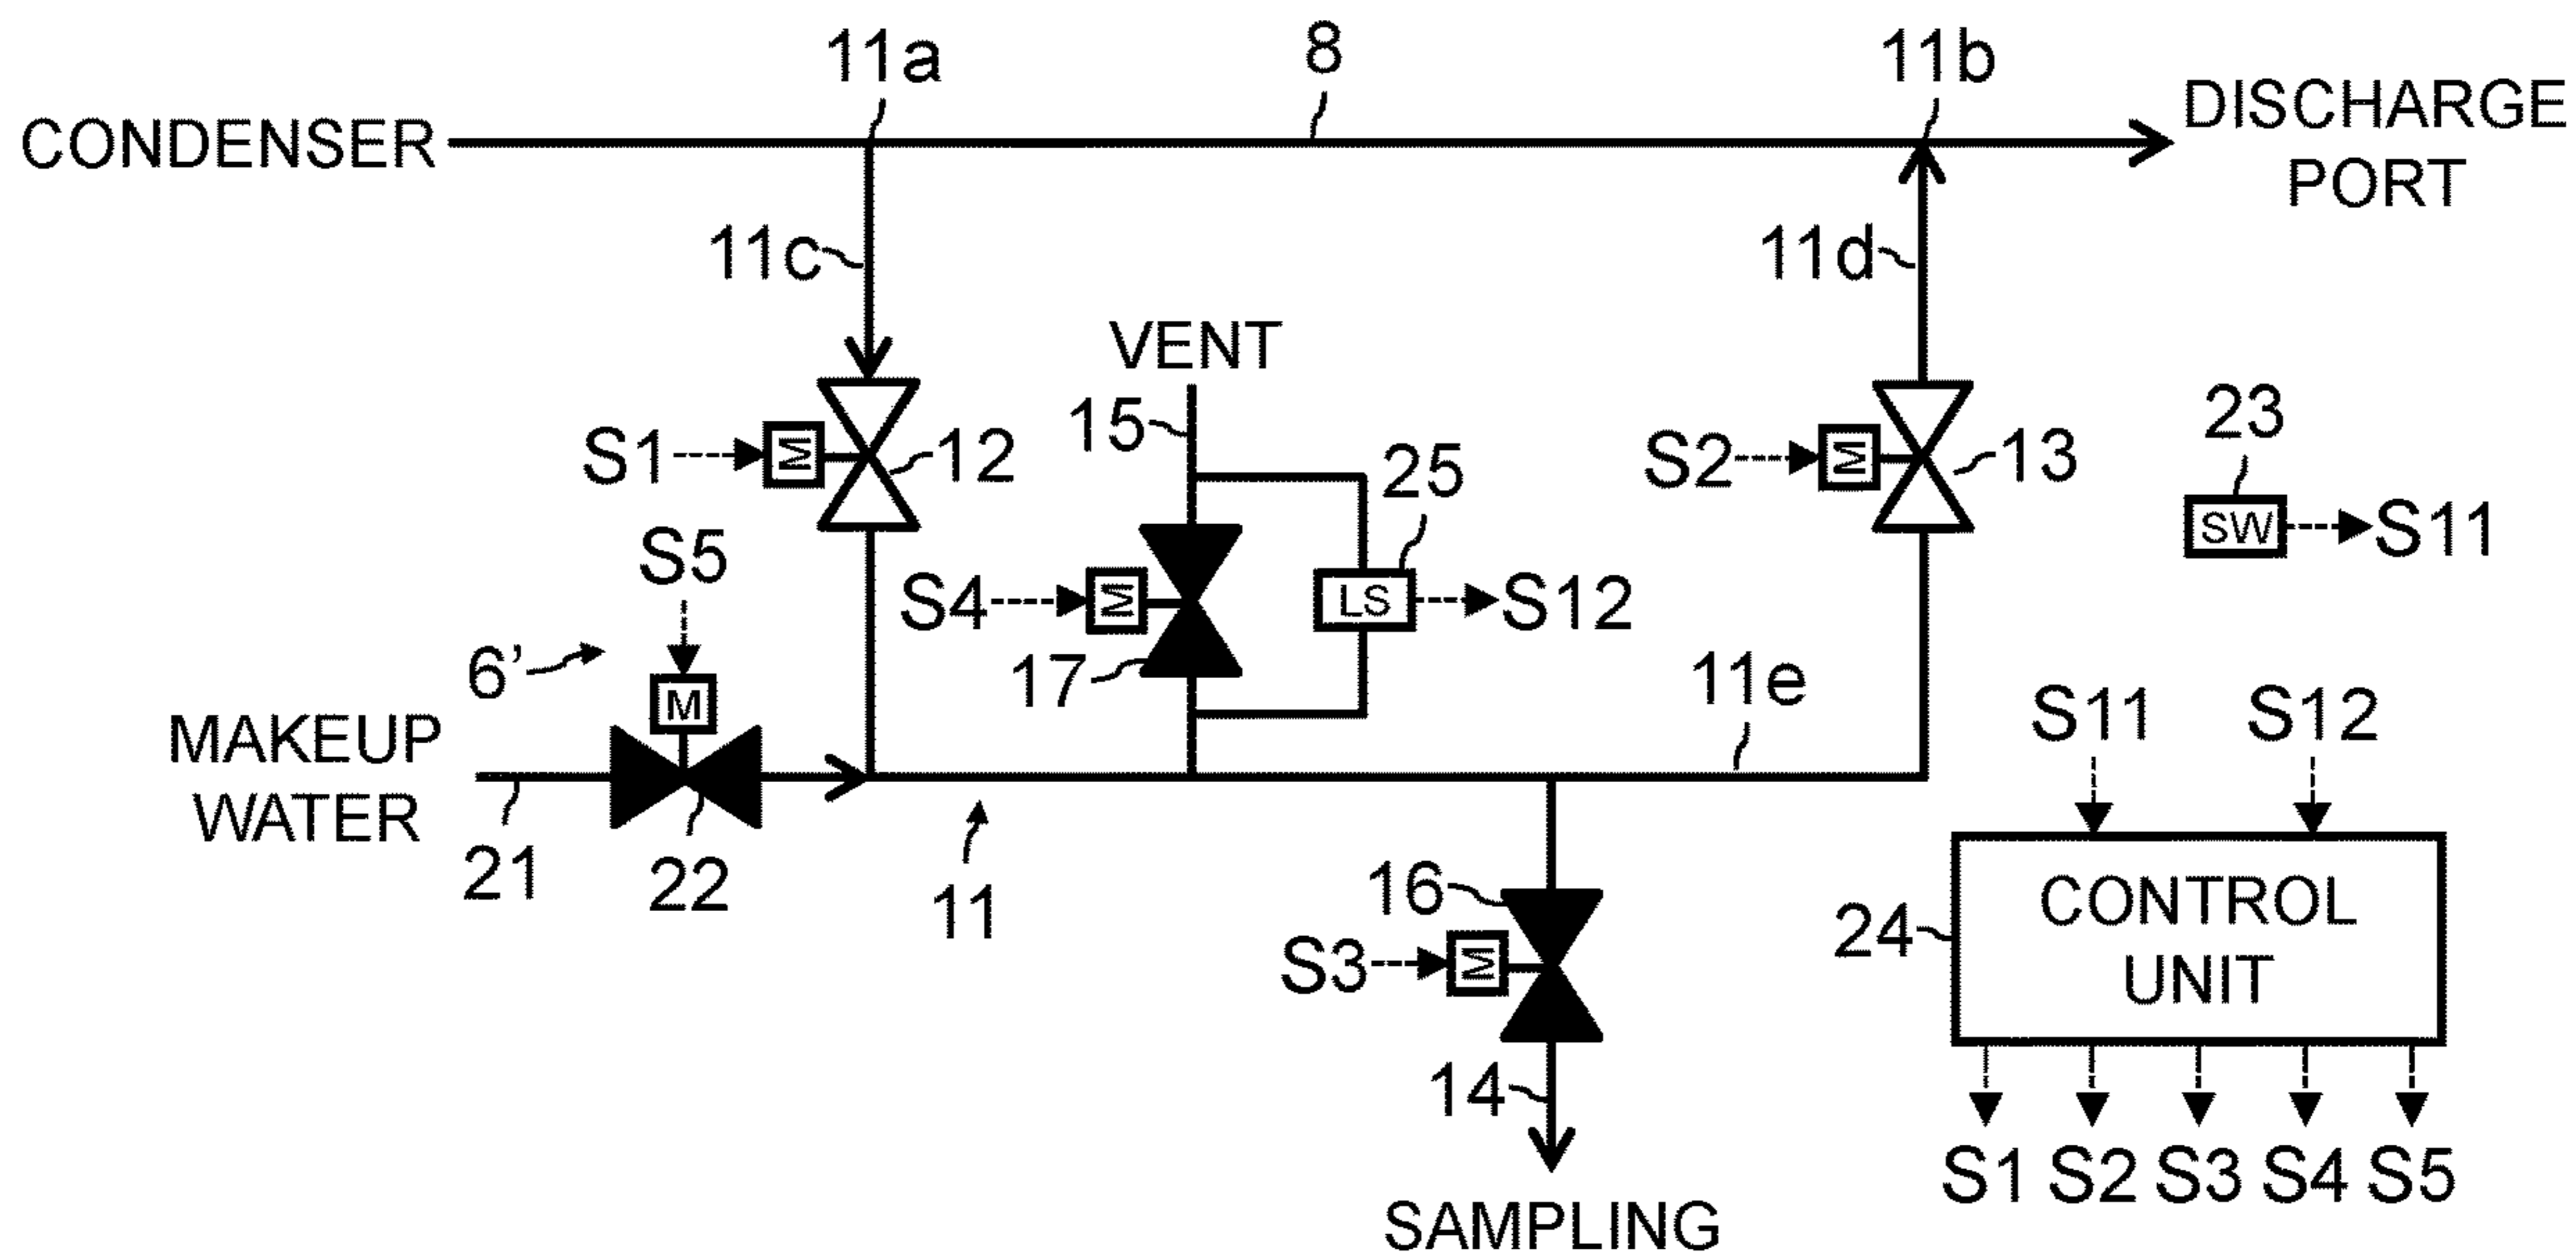 11a
8
11b
CONDENSER
DISCHARGE
PORT
11c
11d
VENT
15
S1
M
12
25
S2
M
13
23
SW
S11
S5
S4
M
LS
S12
6’
M
17
11e
MAKEUP
WATER
21
22
11
16
S3
M
14
SAMPLING
S11
S12
24
CONTROL
UNIT
S1
S2
S3
S4
S5